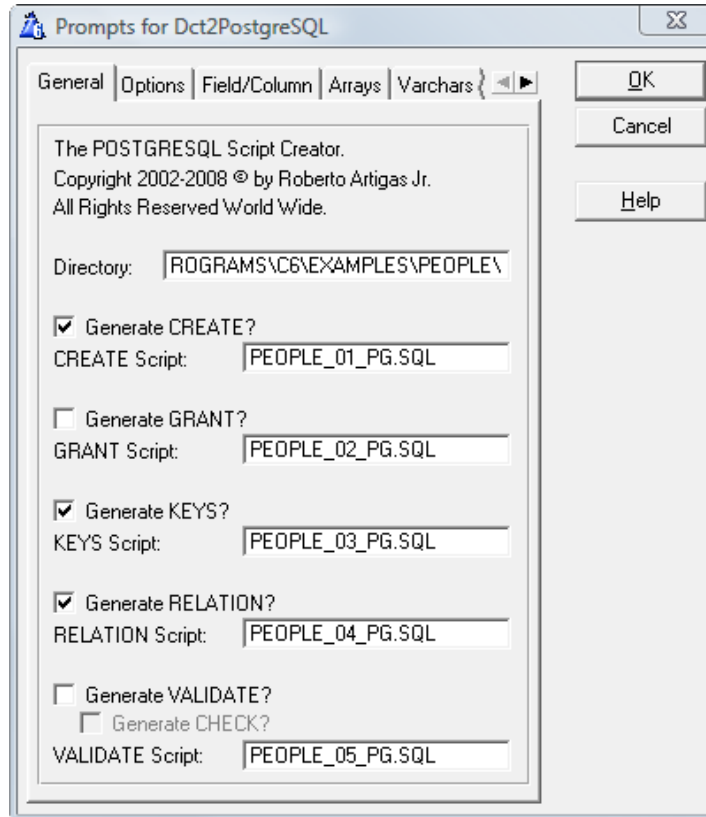 Prompts for Dct2PostgreSQL
General Options Field/Column Arrays Varchars
OK
Cancel
Help
The POSTGRESQL Script Creator.
Copyright 2002-2008 © by Roberto Artigas Jr.
All Rights Reserved World Wide.
Directory: ROGRAMS\C6\EXAMPLES\PEOPLE\
Generate CREATE?
CREATE Script: PEOPLE_01_PG.SQL
Generate GRANT?
GRANT Script: PEOPLE_02_PG.SQL
Generate KEYS?
KEYS Script: PEOPLE_03_PG.SQL
Generate RELATION?
RELATION Script: PEOPLE_04_PG.SQL
Generate VALIDATE?
Generate CHECK?
VALIDATE Script: PEOPLE_05_PG.SQL